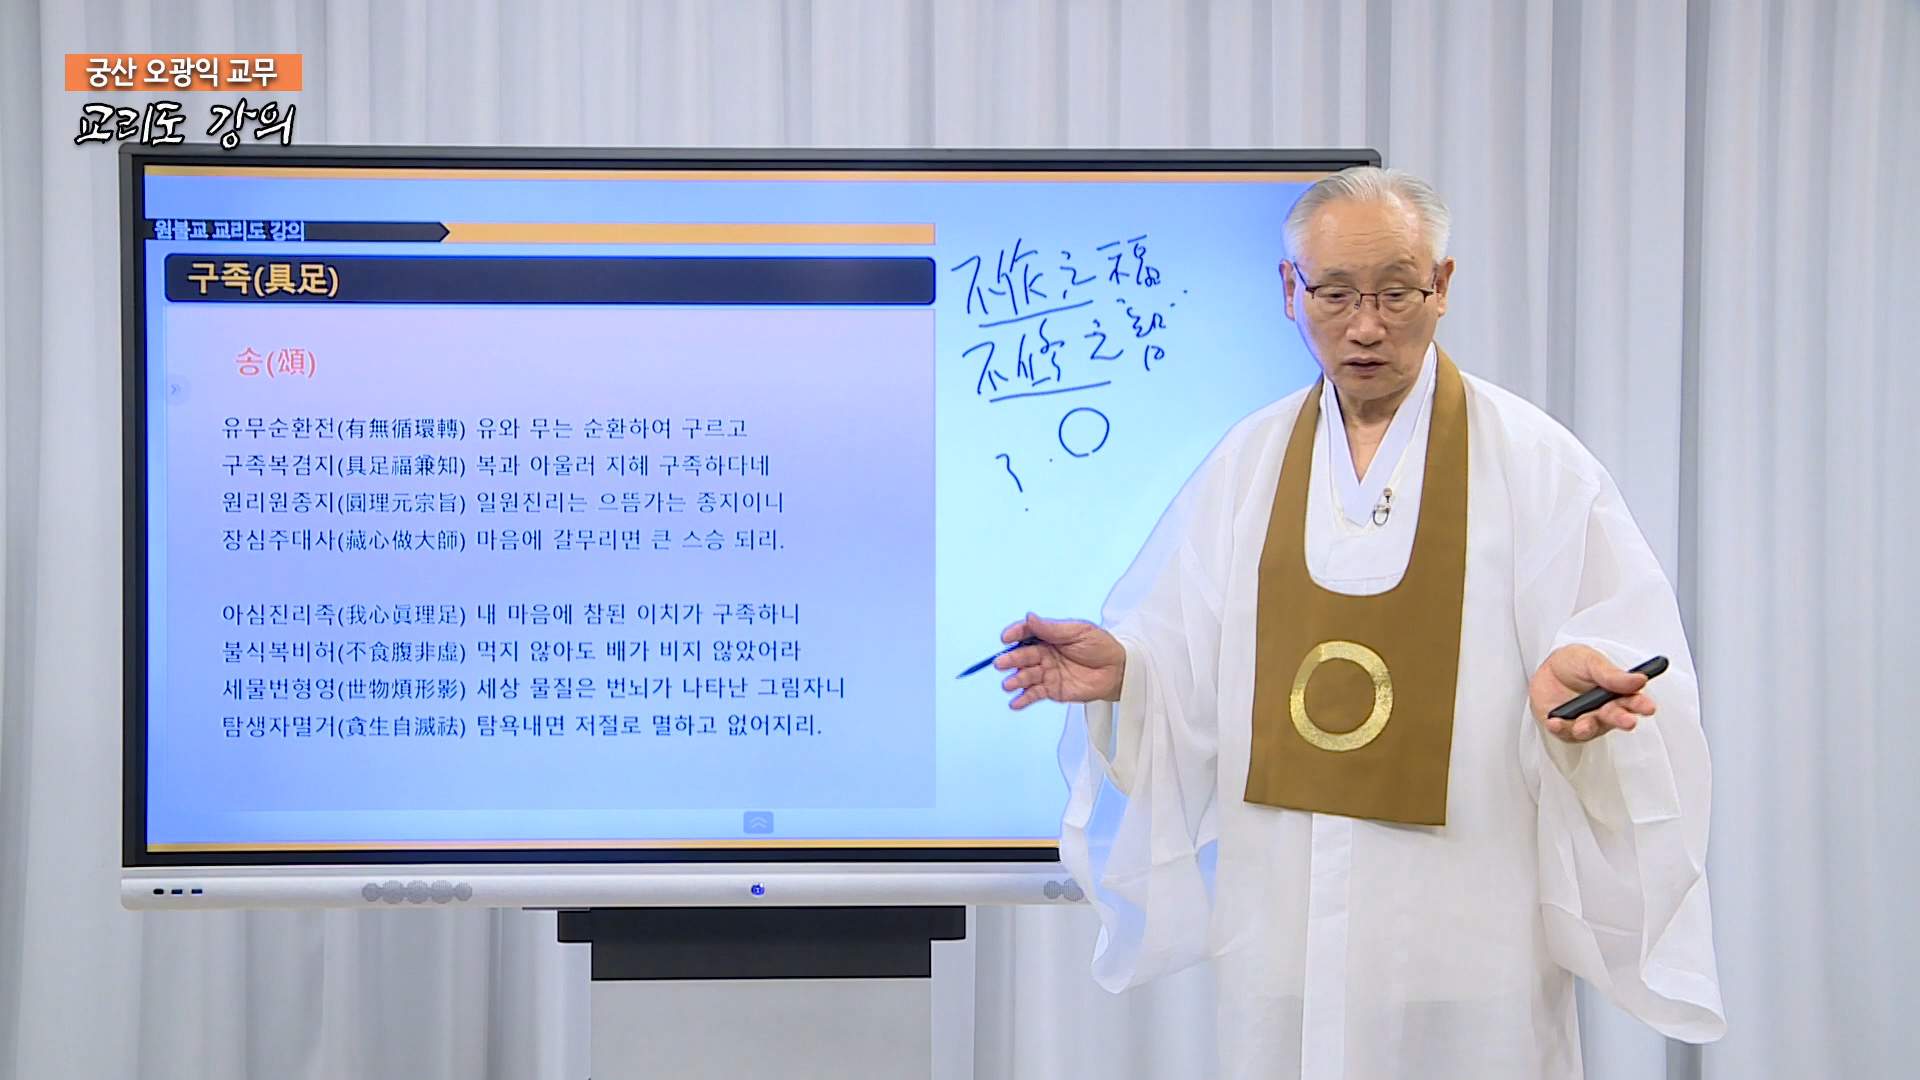 궁산 오광익 교무
교리도 강의
원불교 교리도 강의
구족(具足)
송(頌)
유무순환전(有無循環轉) 유와 무는 순환하여 구르고
구족복겸지(具足福兼知) 복과 아울러 지혜 구족하다네
원리원종지(圓理元宗旨) 일원진리는 으뜸가는 종지이니
장심주대사(藏心做大師) 마음에 갈무리면 큰 스승 되리.
아심진리족(我心眞理足) 내 마음에 참된 이치가 구족하니
불식복비허(不食腹非虛) 먹지 않아도 배가 비지 않았어라
세물번형영(世物煩形影) 세상 물질은 번뇌가 나타난 그림자니
탐생자멸거(貪生自滅祛) 탐욕내면 저절로 멸하고 없어지리.
不作之福
不學之